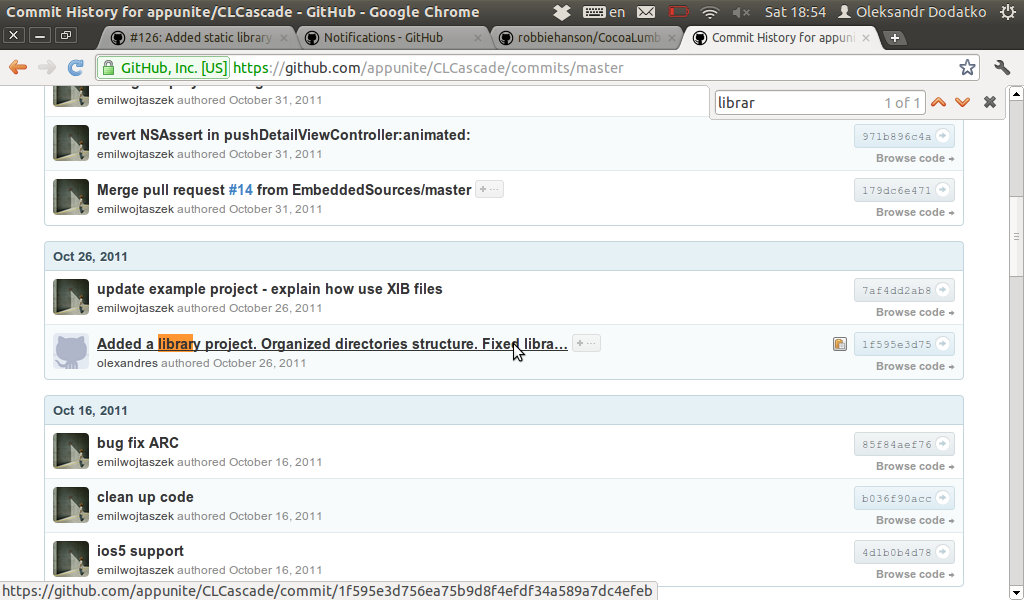 Commit History for appunite/CLCascade - GitHub - Google Chrome
en
Sat 18:54
Oleksandr Dodatko
#126: Added static library
Notifications - GitHub
robbiehanson/CocoaLumb
Commit History for appuni
GitHub, Inc. [US]
https://github.com/appunite/CLCascade/commits/master
librar
1 of 1
emilwojtaszek authored October 31, 2011
revert NSAssert in pushDetailViewController:animated:
emilwojtaszek authored October 31, 2011
971b896c4a
Browse code
Merge pull request #14 from EmbeddedSources/master
emilwojtaszek authored October 31, 2011
179dc6e471
Browse code
Oct 26, 2011
update example project - explain how use XIB files
emilwojtaszek authored October 26, 2011
7af4dd2ab8
Browse code
Added a library project. Organized directories structure. Fixed libra…
olexandres authored October 26, 2011
1f595e3d75
Browse code
Oct 16, 2011
bug fix ARC
emilwojtaszek authored October 16, 2011
85f84aef76
Browse code
clean up code
emilwojtaszek authored October 16, 2011
b036f90acc
Browse code
ios5 support
emilwojtaszek authored October 16, 2011
4d1b0b4d78
Browse code
https://github.com/appunite/CLCascade/commit/1f595e3d756ea75b9d8f4efdf34a589a7dc4efeb